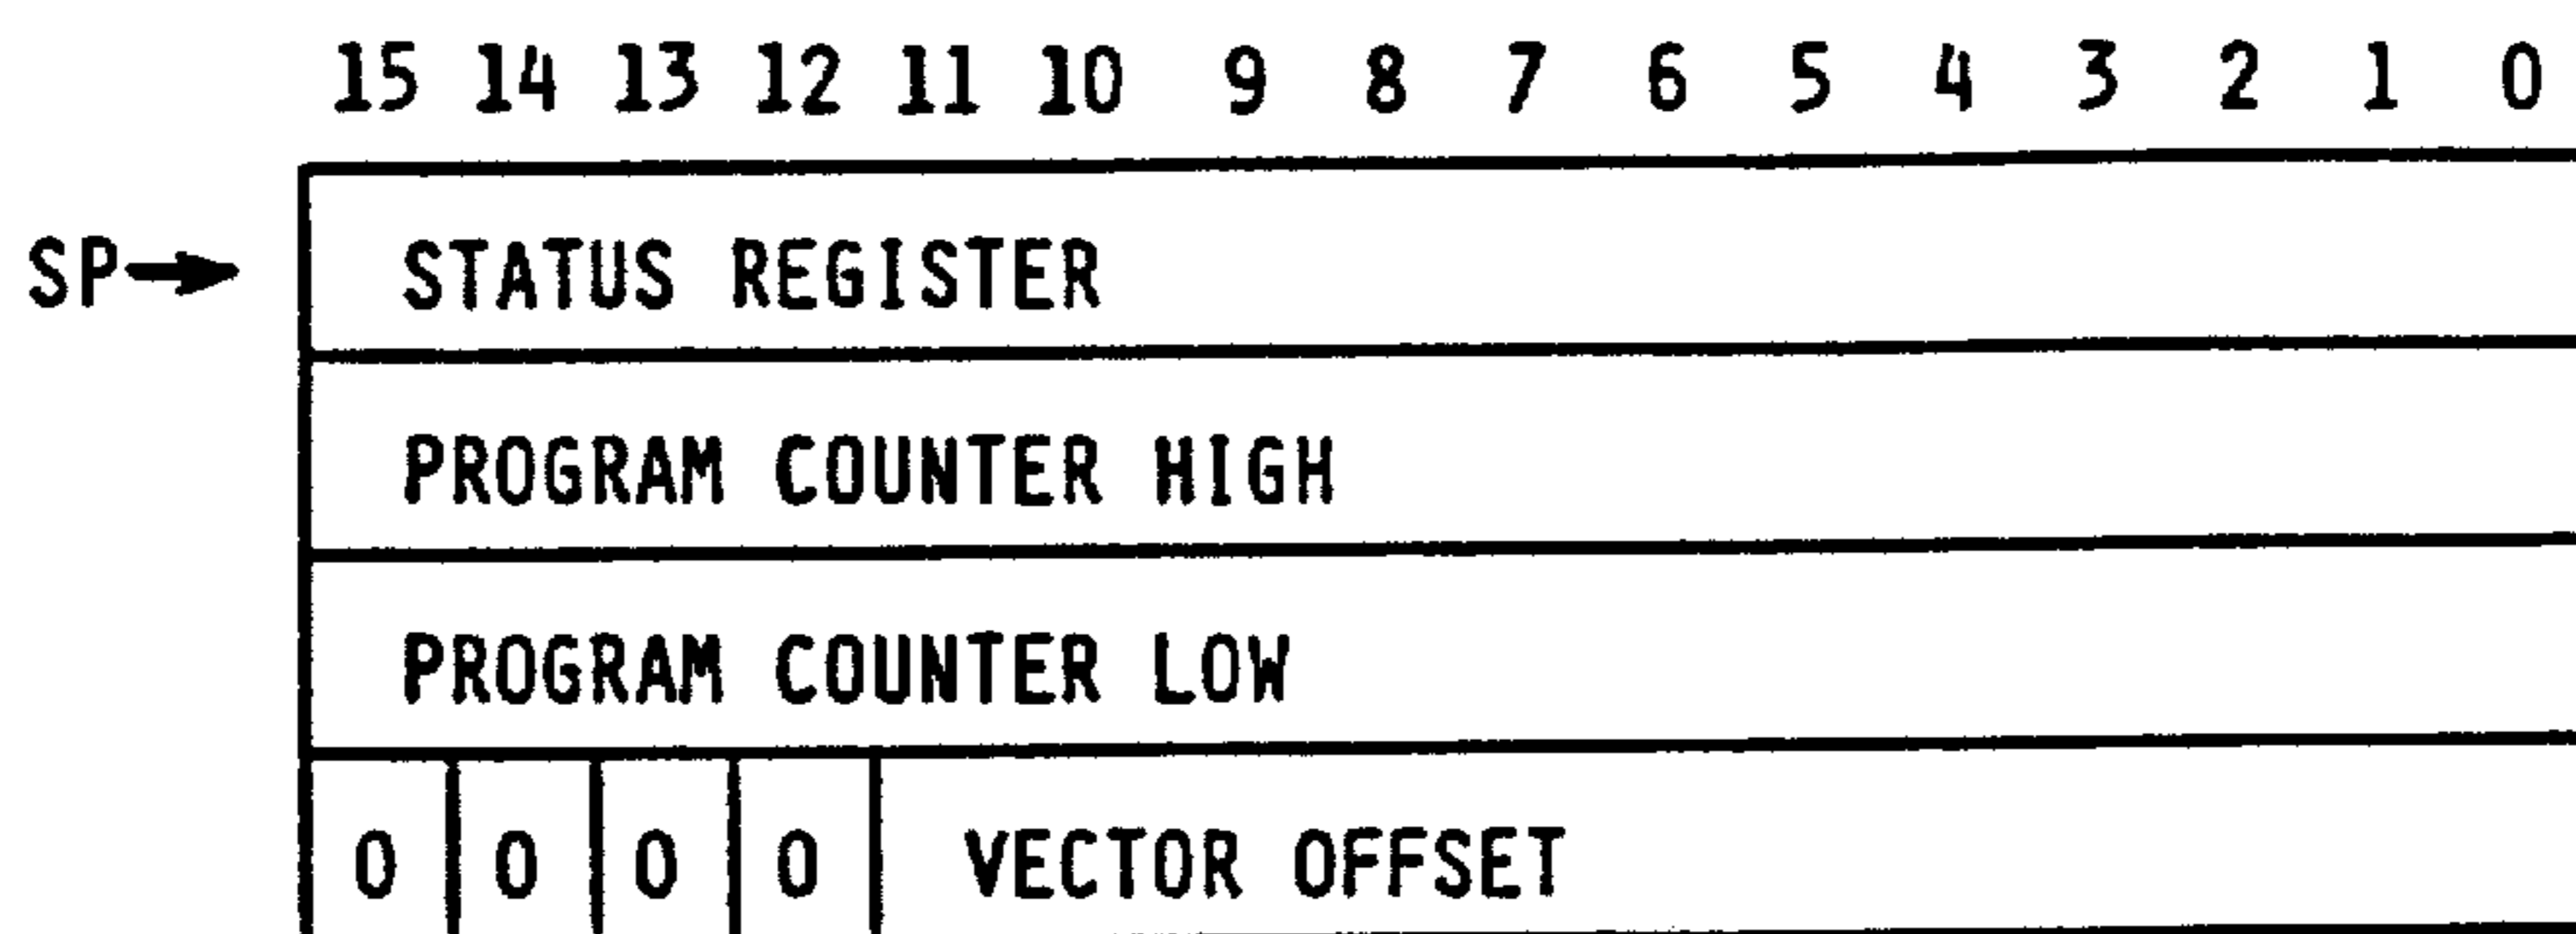 15 14 13 12 11 10 9 8 7 6 5 4 3 2 1 0
SP STATUS REGISTER
PROGRAM COUNTER HIGH
PROGRAM COUNTER LOW
0 0 0 0 VECTOR OFFSET